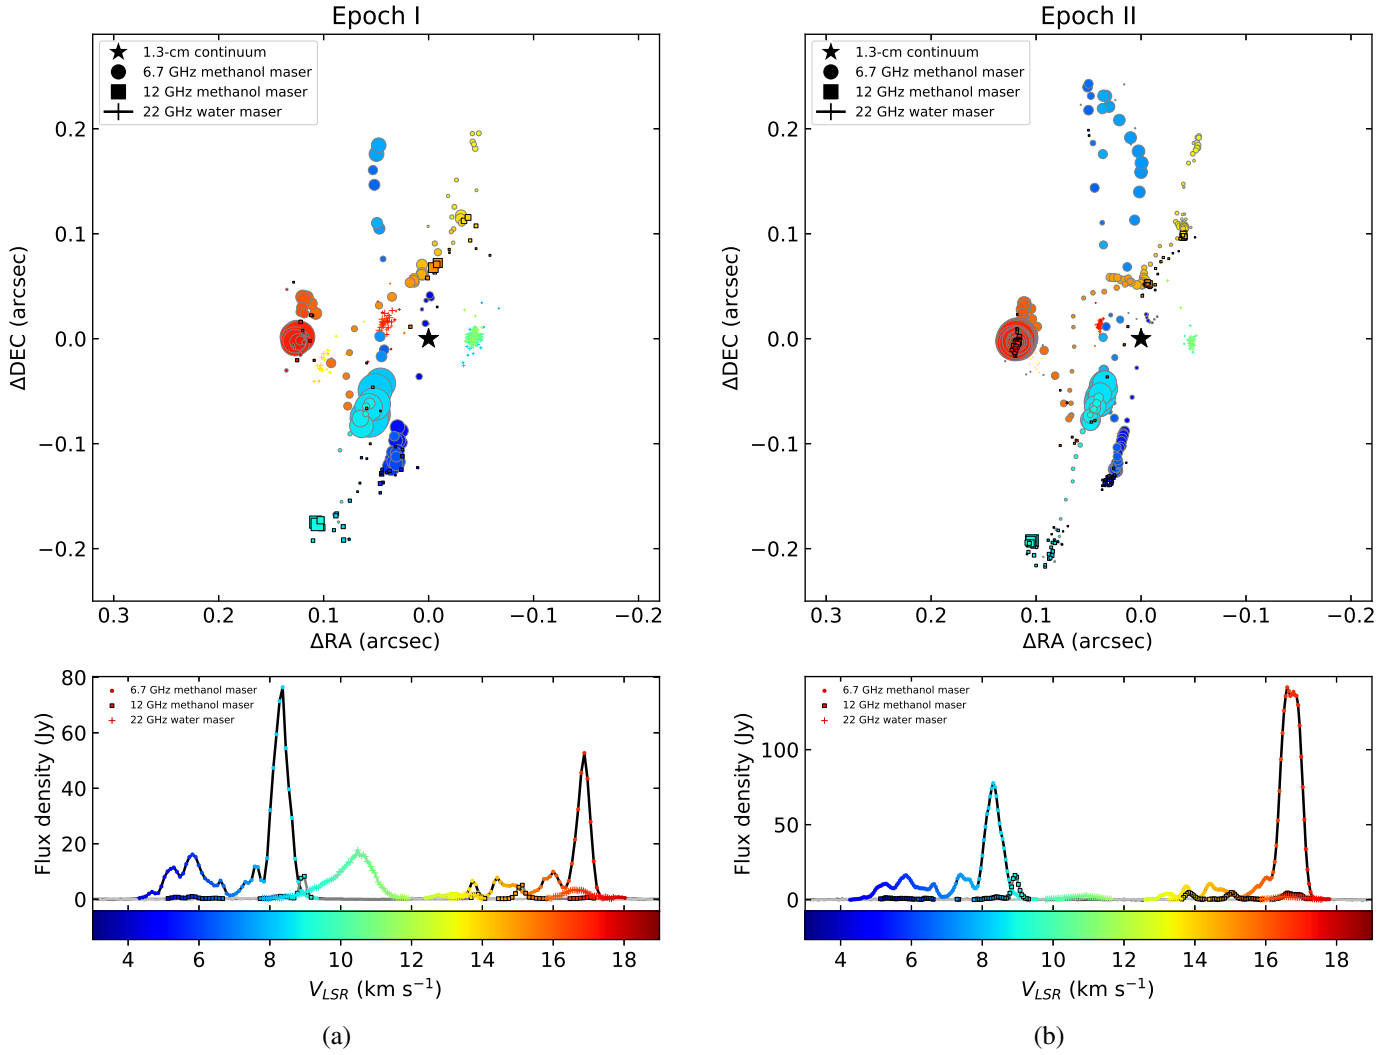 Epoch I
1.3-cm continuum
6.7 GHz methanol maser
12 GHz methanol maser
22 GHz water maser
0.2
0.1
0.0
−0.1
−0.2
ΔDEC (arcsec)
0.3
0.2
0.1
0.0
−0.1
−0.2
ΔRA (arcsec)
80
60
40
20
0
Flux density (Jy)
6.7 GHz methanol maser
12 GHz methanol maser
22 GHz water maser
4
6
8
10
12
14
16
18
V_LSR (km s⁻¹)
(a)
Epoch II
1.3-cm continuum
6.7 GHz methanol maser
12 GHz methanol maser
22 GHz water maser
0.2
0.1
0.0
−0.1
−0.2
ΔDEC (arcsec)
0.3
0.2
0.1
0.0
−0.1
−0.2
ΔRA (arcsec)
100
50
0
Flux density (Jy)
6.7 GHz methanol maser
12 GHz methanol maser
22 GHz water maser
4
6
8
10
12
14
16
18
V_LSR (km s⁻¹)
(b)